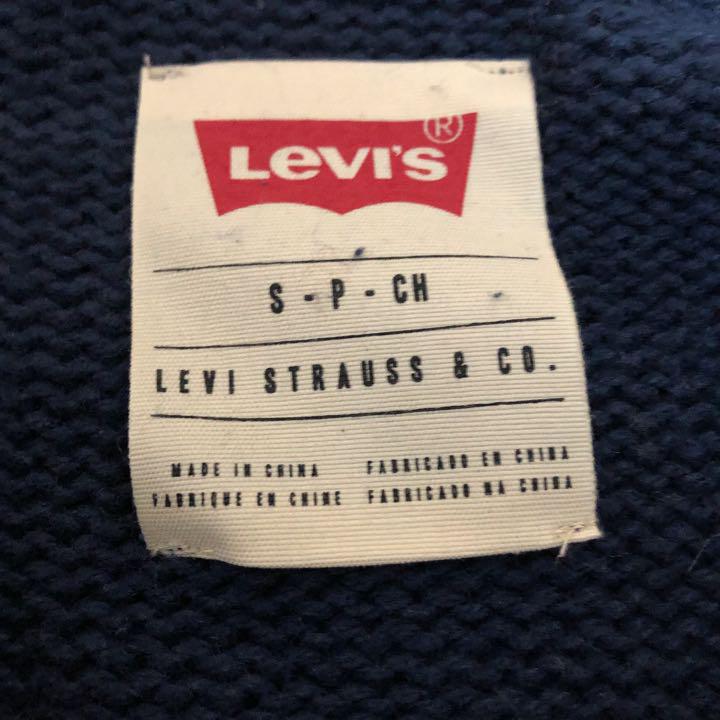 LEVI'S®
S - P - CH
LEVI STRAUSS & CO.
MADE IN CHINA FABRICADO EN CHINA
FABRIQUE EN CHINE FABRICADO NA CHINA